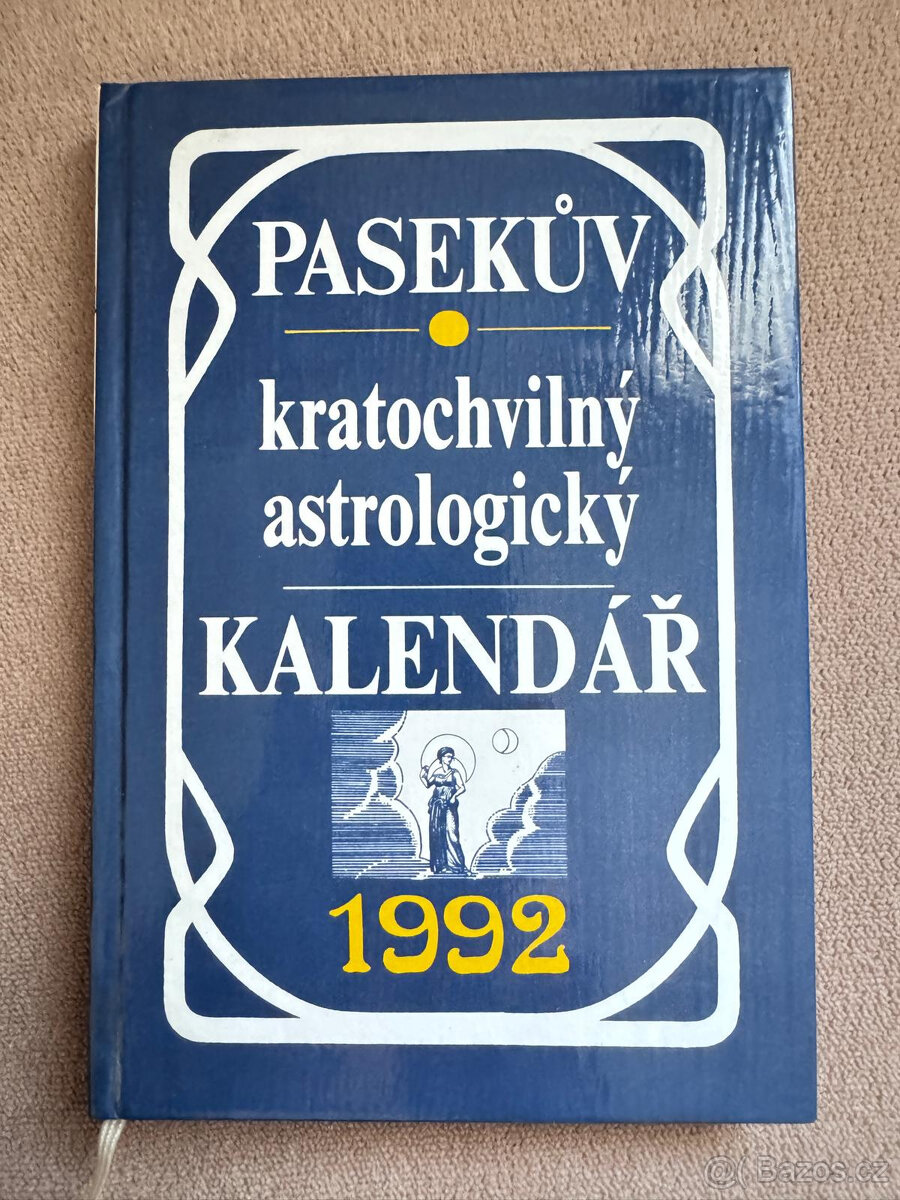 PASEKŮV
kratochvilný
astrologický
KALENDÁŘ
1992
@ Bazos.cz